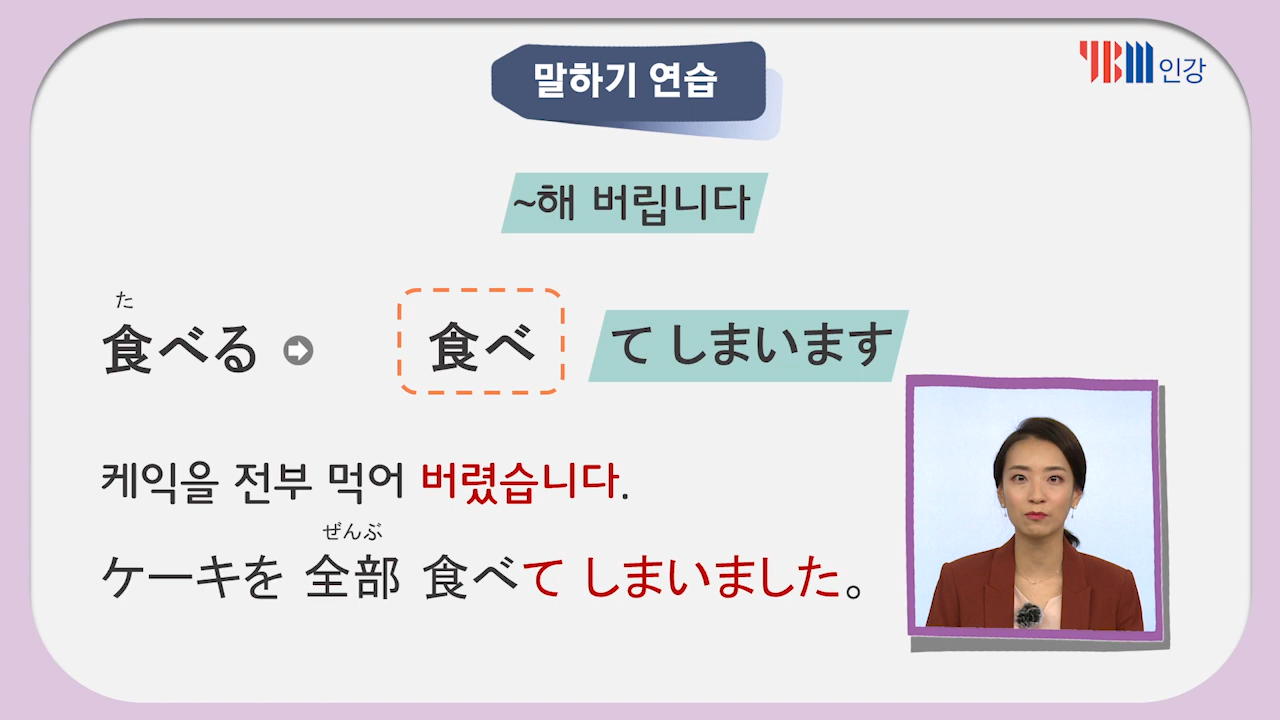 말하기 연습
YBM 인강
~해 버립니다
た
食べる 食べ て しまいます
케익을 전부 먹어 버렸습니다.
ぜんぶ
ケーキを 全部 食べて しまいました。